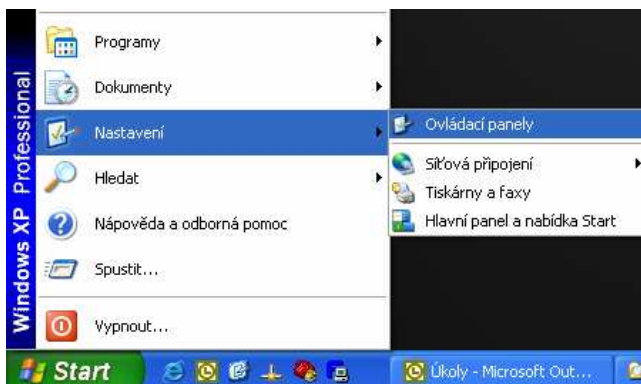 Windows XP Professional
Programy
Dokumenty
Nastavení
Hledat
Nápověda a odborná pomoc
Spustit...
Vypnout...
Ovládací panely
Síťová připojení
Tiskárny a faxy
Hlavní panel a nabídka Start
Start
Úkoly - Microsoft Out...